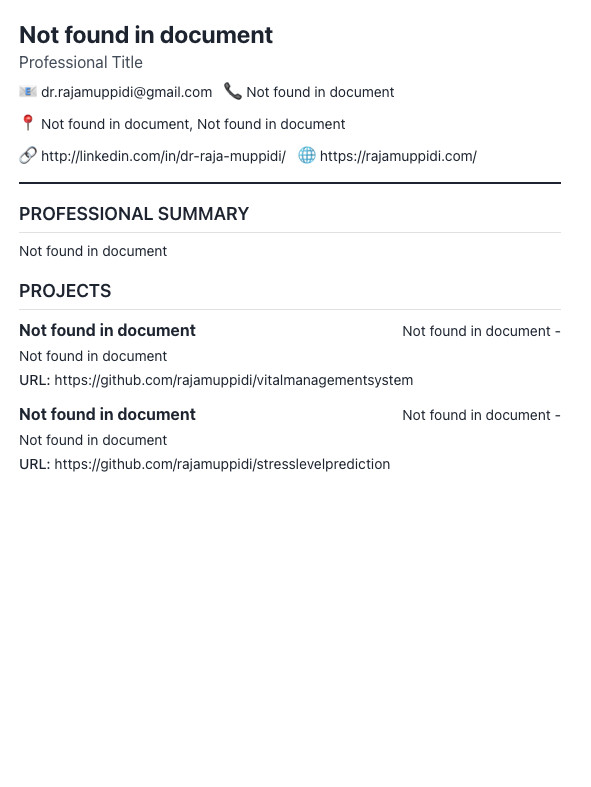 Not found in document
Professional Title
dr.rajamuppidi@gmail.com Not found in document
Not found in document, Not found in document
http://linkedin.com/in/dr-raja-muppidi/ https://rajamuppidi.com/
PROFESSIONAL SUMMARY
Not found in document
PROJECTS
Not found in document Not found in document -
Not found in document
URL: https://github.com/rajamuppidi/vitalmanagementsystem
Not found in document Not found in document -
Not found in document
URL: https://github.com/rajamuppidi/stresslevelprediction